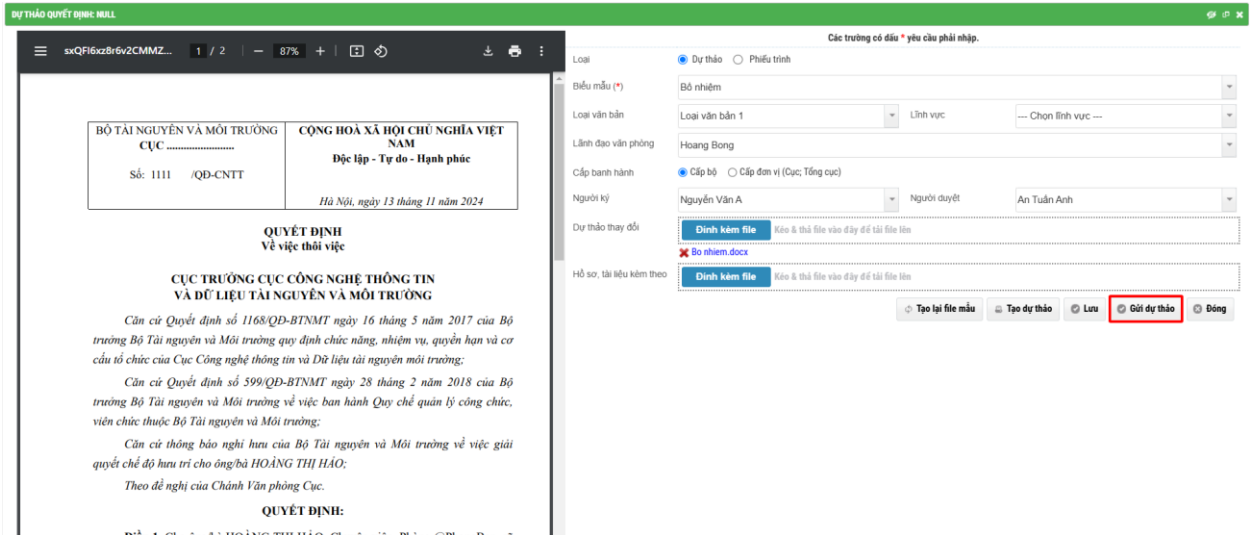 DỰ THẢO QUYẾT ĐỊNH: NULL
sxQFI6xz8r6v2CMMZ... 1 / 2 87%
BỘ TÀI NGUYÊN VÀ MÔI TRƯỜNG
CỤC ........................
Số: 1111 /QĐ-CNTT
CỘNG HOÀ XÃ HỘI CHỦ NGHĨA VIỆT
NAM
Độc lập - Tự do - Hạnh phúc
Hà Nội, ngày 13 tháng 11 năm 2024
QUYẾT ĐỊNH
Về việc thôi việc
CỤC TRƯỞNG CỤC CÔNG NGHỆ THÔNG TIN
VÀ DỮ LIỆU TÀI NGUYÊN VÀ MÔI TRƯỜNG
Căn cứ Quyết định số 1168/QĐ-BTNMT ngày 16 tháng 5 năm 2017 của Bộ
trưởng Bộ Tài nguyên và Môi trường quy định chức năng, nhiệm vụ, quyền hạn và cơ
cấu tổ chức của Cục Công nghệ thông tin và Dữ liệu tài nguyên môi trường;
Căn cứ Quyết định số 599/QĐ-BTNMT ngày 28 tháng 2 năm 2018 của Bộ
trưởng Bộ Tài nguyên và Môi trường về việc ban hành Quy chế quản lý công chức,
viên chức thuộc Bộ Tài nguyên và Môi trường;
Căn cứ thông báo nghỉ hưu của Bộ Tài nguyên và Môi trường về việc giải
quyết chế độ hưu trí cho ông/bà HOÀNG THỊ HẢO;
Theo đề nghị của Chánh Văn phòng Cục.
QUYẾT ĐỊNH:
Các trường có dấu * yêu cầu phải nhập.
Loại Dự thảo Phiếu trình
Biểu mẫu (*) Bổ nhiệm
Loại văn bản Loại văn bản 1 Lĩnh vực --- Chọn lĩnh vực ---
Lãnh đạo văn phòng Hoang Bong
Cấp banh hành Cấp bộ Cấp đơn vị (Cục; Tổng cục)
Người ký Nguyễn Văn A Người duyệt An Tuấn Anh
Dự thảo thay đổi Đính kèm file Kéo & thả file vào đây để tải file lên
Bo nhiem.docx
Hồ sơ, tài liệu kèm theo Đính kèm file Kéo & thả file vào đây để tải file lên
Tạo lại file mẫu Tạo dự thảo Lưu Gửi dự thảo Đóng